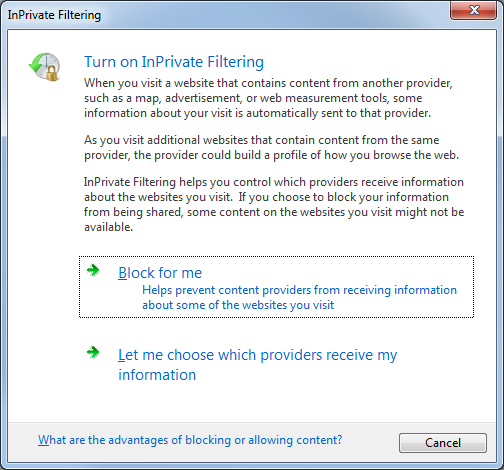 InPrivate Filtering
Turn on InPrivate Filtering
When you visit a website that contains content from another provider,
such as a map, advertisement, or web measurement tools, some
information about your visit is automatically sent to that provider.
As you visit additional websites that contain content from the same
provider, the provider could build a profile of how you browse the web.
InPrivate Filtering helps you control which providers receive information
about the websites you visit.  If you choose to block your information
from being shared, some content on the websites you visit might not be
available.
Block for me
Helps prevent content providers from receiving information
about some of the websites you visit
Let me choose which providers receive my
information
What are the advantages of blocking or allowing content?
Cancel